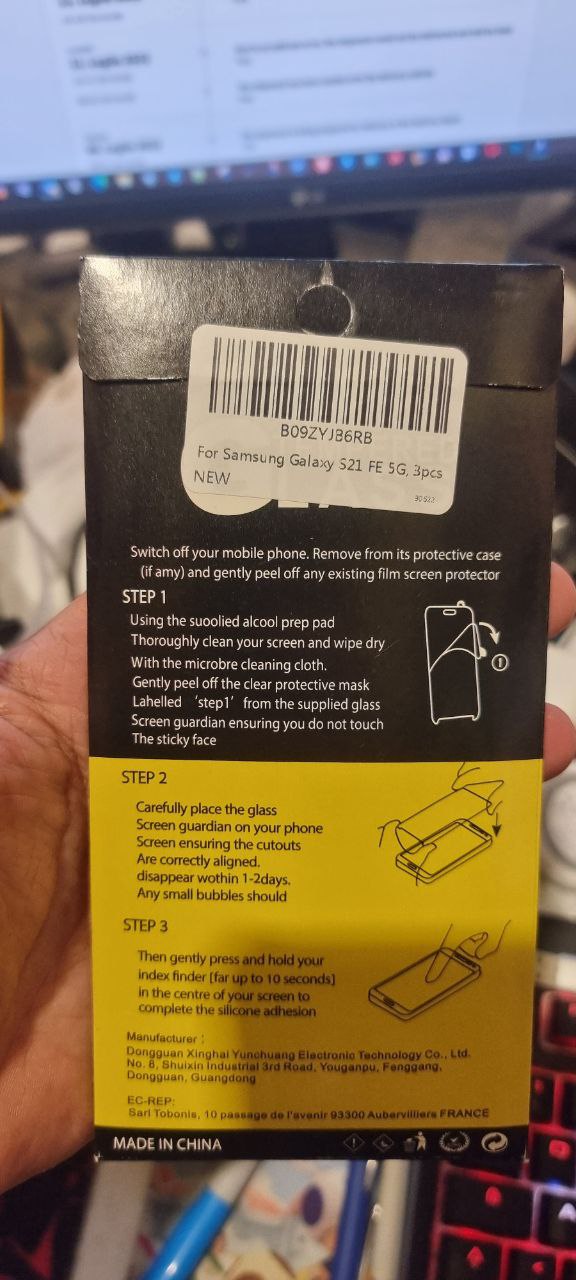 B09ZYJB6RB
For Samsung Galaxy S21 FE 5G, 3pcs
NEW
90522
Switch off your mobile phone. Remove from its protective case
(if amy) and gently peel off any existing film screen protector
STEP 1
Using the suoolied alcool prep pad
Thoroughly clean your screen and wipe dry
With the microbre cleaning cloth.
Gently peel off the clear protective mask
Lahelled 'step1' from the supplied glass
Screen guardian ensuring you do not touch
The sticky face
1
STEP 2
Carefully place the glass
Screen guardian on your phone
Screen ensuring the cutouts
Are correctly aligned.
disappear wothin 1-2days.
Any small bubbles should
STEP 3
Then gently press and hold your
index finder [far up to 10 seconds]
in the centre of your screen to
complete the silicone adhesion
Manufacturer :
Dongguan Xinghai Yunchuang Electronic Technology Co., Ltd.
No. 8, Shuixin Industrial 3rd Road, Youganpu, Fenggang,
Dongguan, Guangdong
EC-REP:
Sarl Tobonis, 10 passage de l'avenir 93300 Aubervilliers FRANCE
MADE IN CHINA